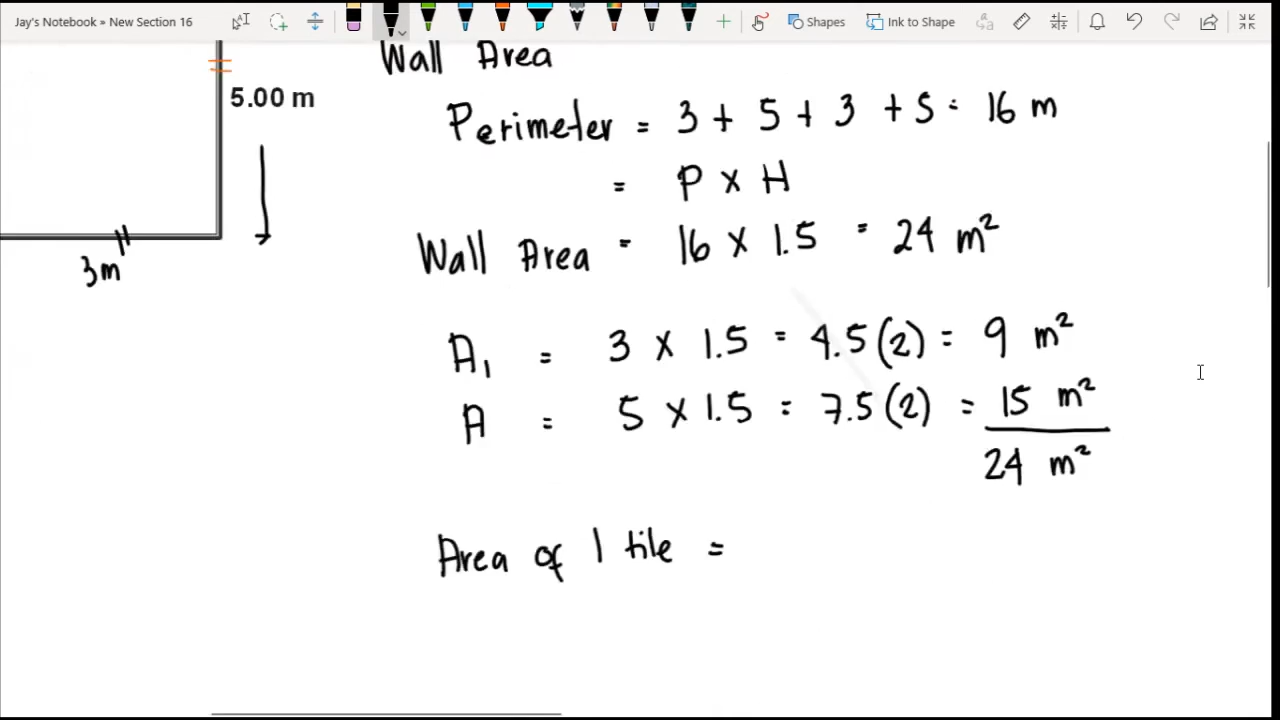 Jay's Notebook » New Section 16
Shapes
Ink to Shape
Wall Area
5.00 m
Perimeter = 3 + 5 + 3 + 5 = 16 m
= P x H
Wall Area = 16 x 1.5 = 24 m²
3m
A₁ = 3 x 1.5 = 4.5(2) = 9 m²
A = 5 x 1.5 = 7.5(2) = 15 m²
24 m²
Area of 1 tile =